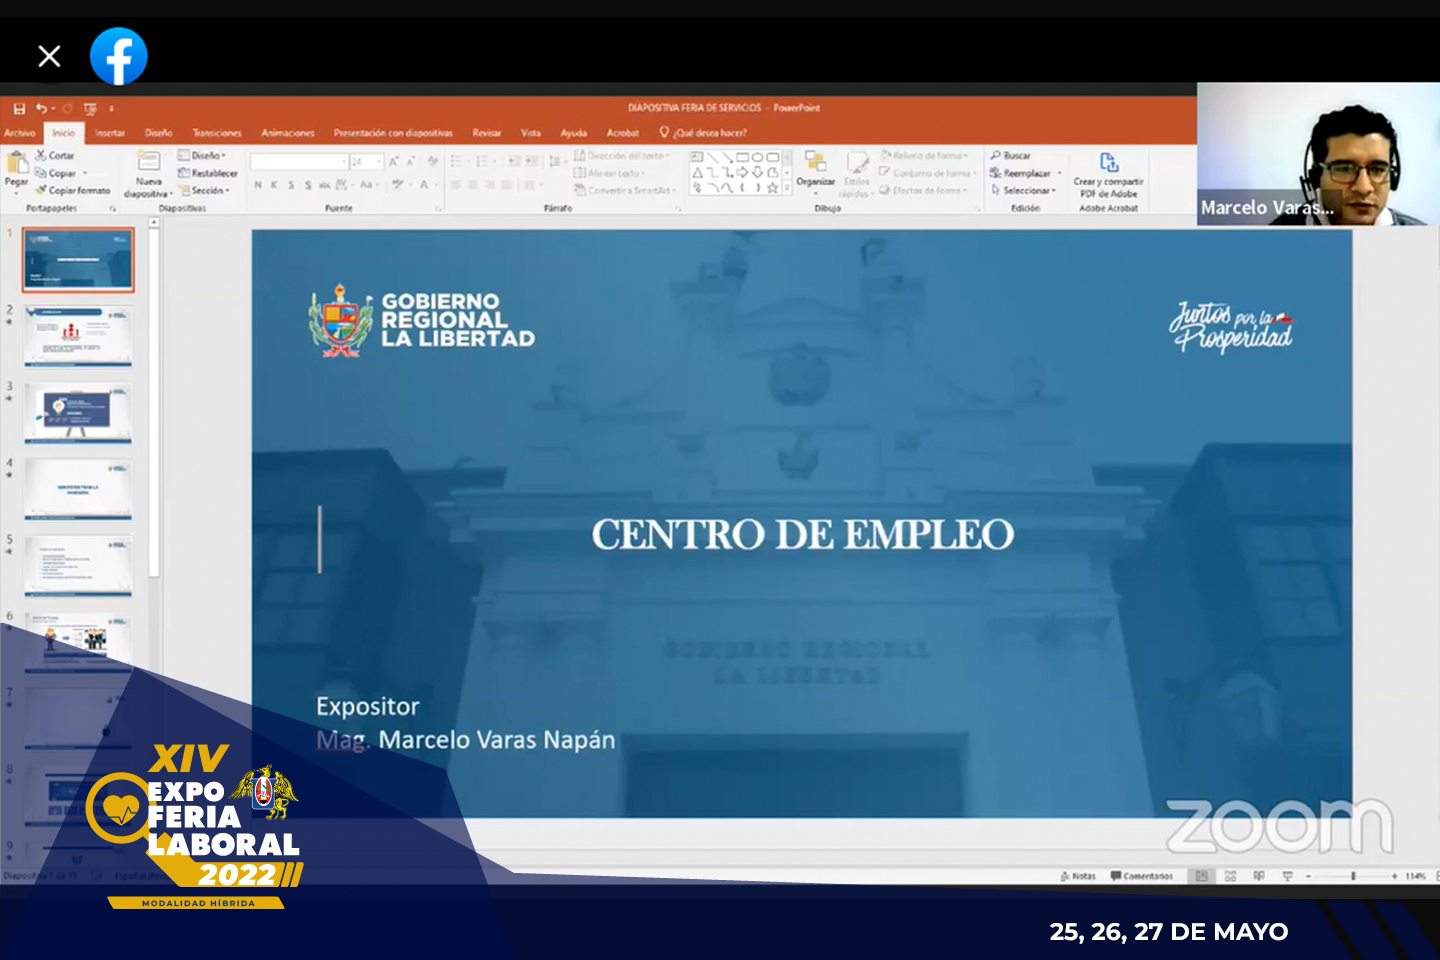 DIAPOSITIVA FERIA DE SERVICIOS - PowerPoint
Archivo Inicio Insertar Diseño Transiciones Animaciones Presentación con diapositivas Revisar Vista Ayuda Acrobat ¿Qué desea hacer?
Pegar
Cortar
Copiar
Copiar formato
Portapapeles
Nueva diapositiva
Diseño
Restablecer
Sección
Diapositivas
24
N K S S
Fuente
Dirección del texto
Alinear texto
Convertir a SmartArt
Párrafo
Organizar
Estilos rápidos
Relleno de forma
Contorno de forma
Efectos de forma
Dibujo
Buscar
Reemplazar
Seleccionar
Edición
Crear y compartir
PDF de Adobe
Adobe Acrobat
Marcelo Varas...
1
2
3
4
5
6
7
8
9
GOBIERNO
REGIONAL
LA LIBERTAD
Juntos por la
Prosperidad
CENTRO DE EMPLEO
GOBIERNO REGIONAL
LA LIBERTAD
Expositor
Mag. Marcelo Varas Napán
zoom
Diapositiva 1 de 15
Notas Comentarios 114%
XIV
EXPO
FERIA
LABORAL
2022
MODALIDAD HÍBRIDA
25, 26, 27 DE MAYO